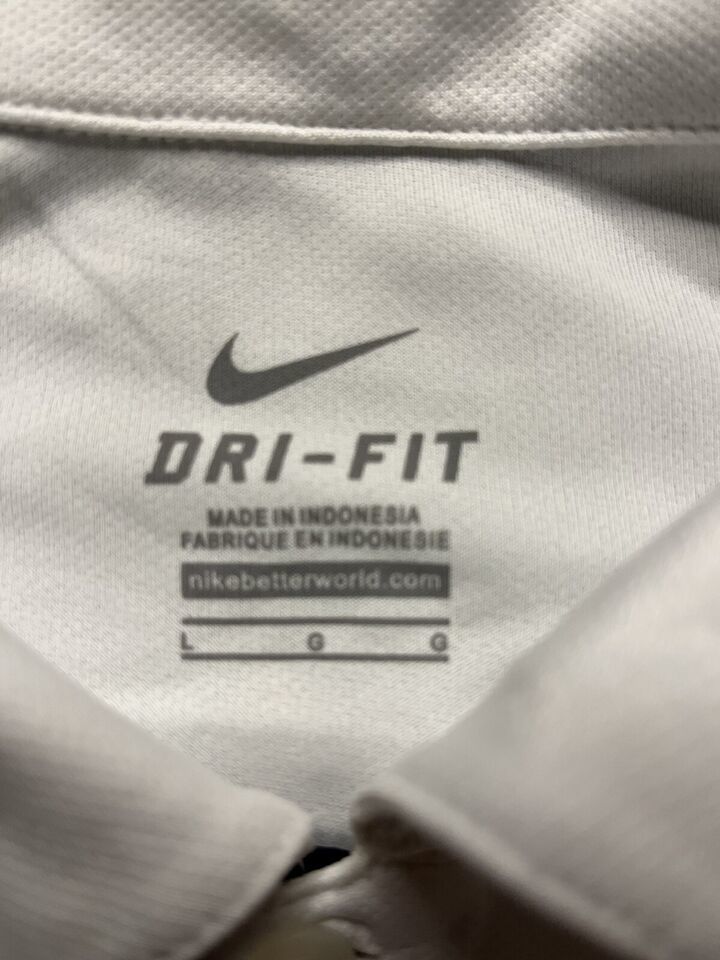 DRI-FIT
MADE IN INDONESIA
FABRIQUE EN INDONESIE
nikebetterworld.com
L G G